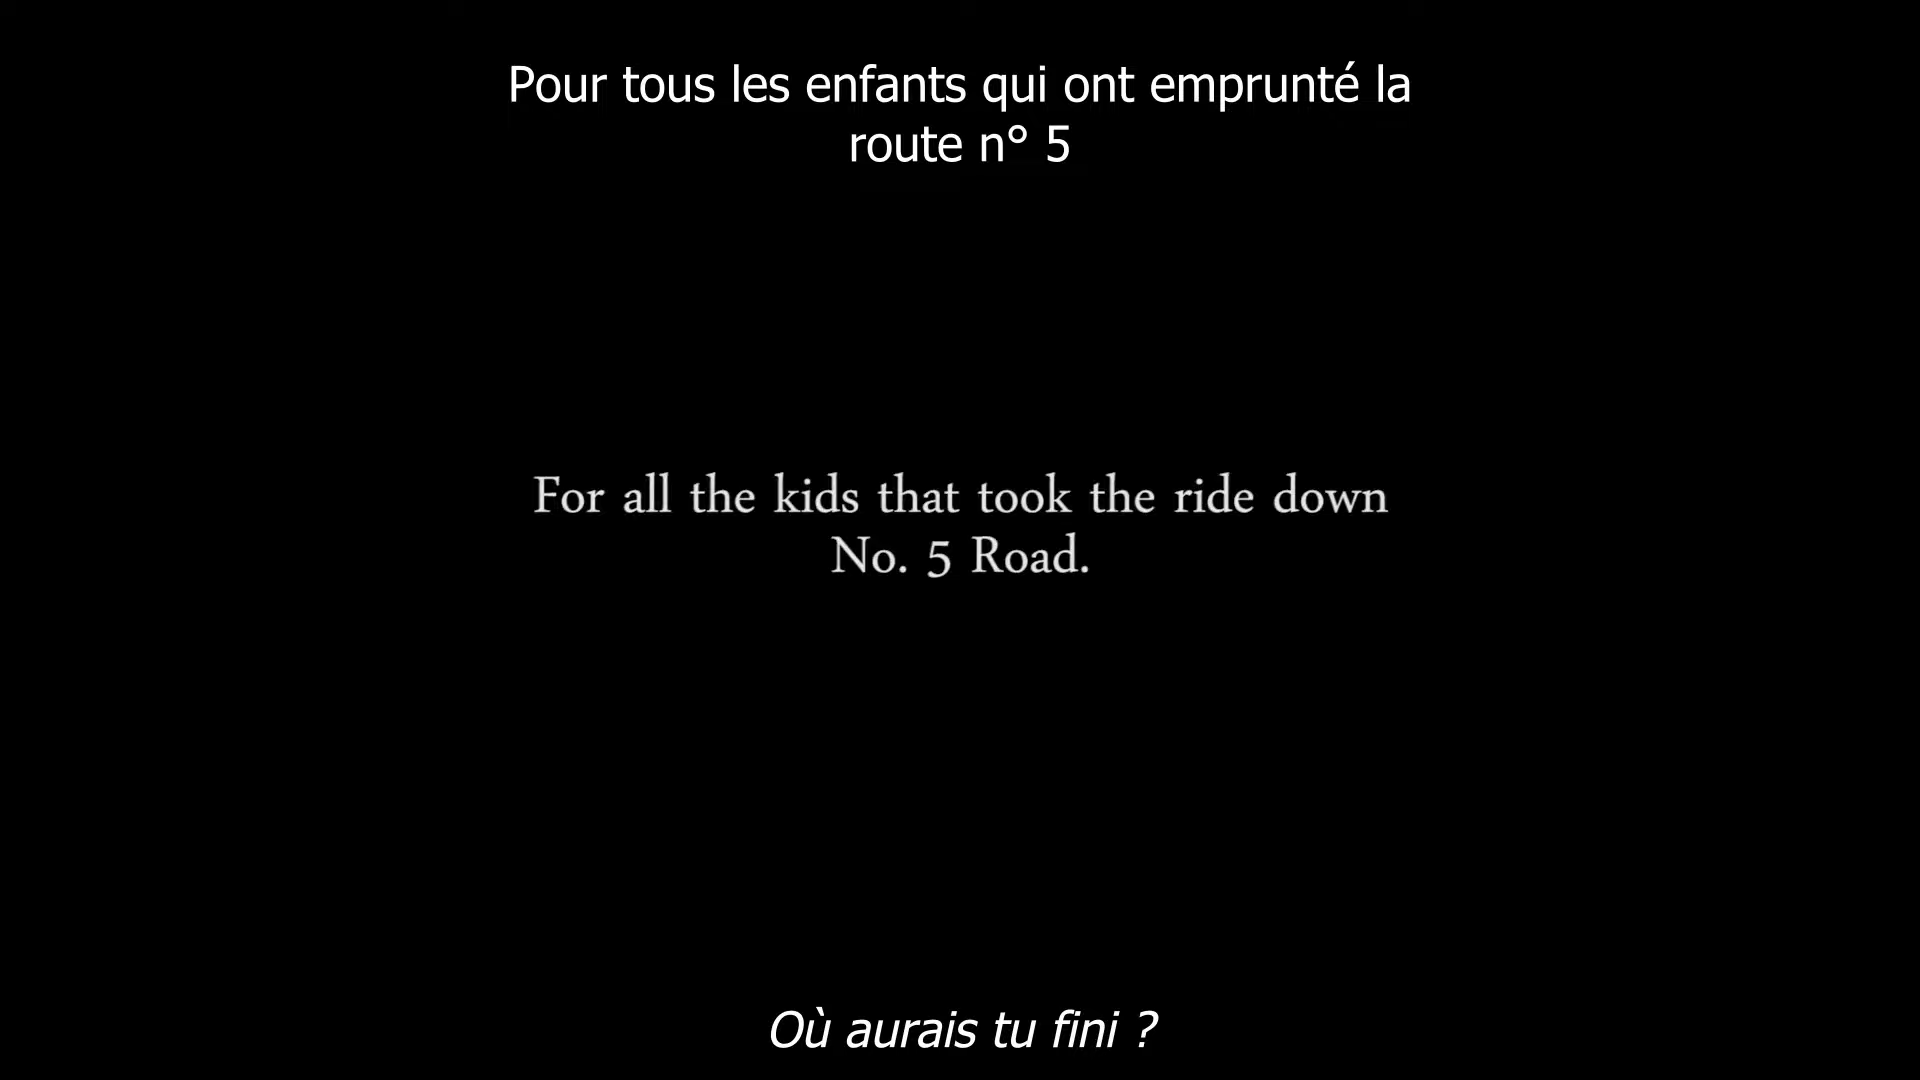 Pour tous les enfants qui ont emprunté la
route n° 5
For all the kids that took the ride down
No. 5 Road.
Où aurais tu fini ?